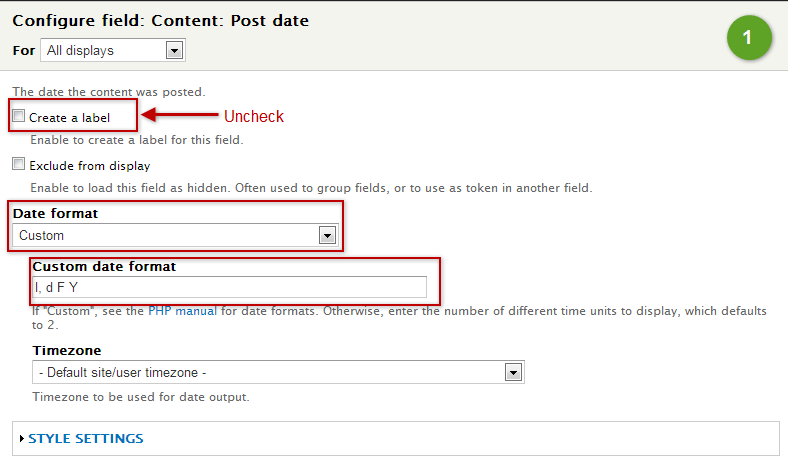 Configure field: Content: Post date
1
For All displays
The date the content was posted.
Create a label
Uncheck
Enable to create a label for this field.
Exclude from display
Enable to load this field as hidden. Often used to group fields, or to use as token in another field.
Date format
Custom
Custom date format
l, d F Y
If "Custom", see the PHP manual for date formats. Otherwise, enter the number of different time units to display, which defaults
to 2.
Timezone
- Default site/user timezone -
Timezone to be used for date output.
STYLE SETTINGS